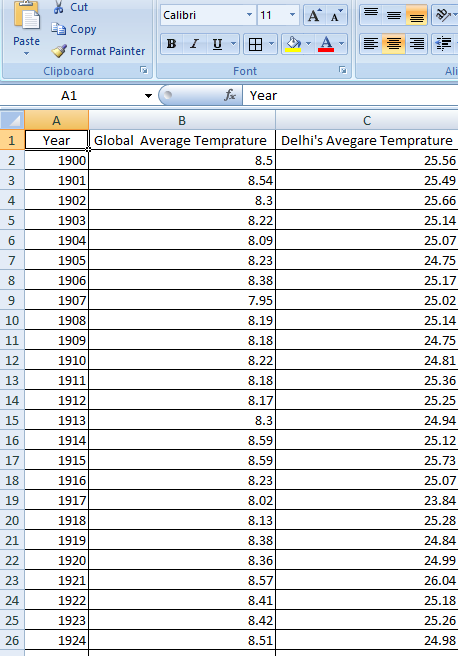 Cut
Copy
Paste
Format Painter
Clipboard
Calibri 11 A A
B I U A
Font
Ali
A1 fx Year
A B C
1 Year Global Average Temprature Delhi's Avegare Temprature
2 1900 8.5 25.56
3 1901 8.54 25.49
4 1902 8.3 25.66
5 1903 8.22 25.14
6 1904 8.09 25.07
7 1905 8.23 24.75
8 1906 8.38 25.17
9 1907 7.95 25.02
10 1908 8.19 25.14
11 1909 8.18 24.75
12 1910 8.22 24.81
13 1911 8.18 25.36
14 1912 8.17 25.25
15 1913 8.3 24.94
16 1914 8.59 25.12
17 1915 8.59 25.73
18 1916 8.23 25.07
19 1917 8.02 23.84
20 1918 8.13 25.28
21 1919 8.38 24.84
22 1920 8.36 24.99
23 1921 8.57 26.04
24 1922 8.41 25.18
25 1923 8.42 25.26
26 1924 8.51 24.98